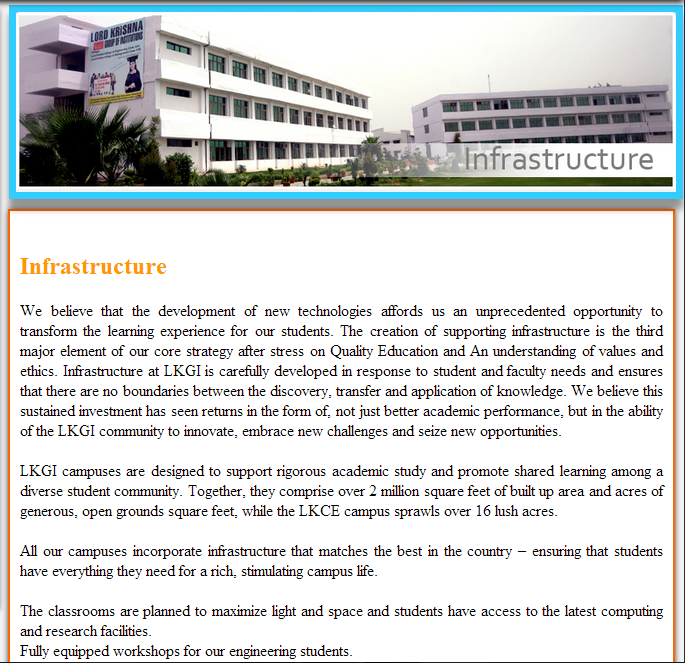 LORD KRISHNA
GROUP OF INSTITUTIONS
Infrastructure
Infrastructure
We believe that the development of new technologies affords us an unprecedented opportunity to
transform the learning experience for our students. The creation of supporting infrastructure is the third
major element of our core strategy after stress on Quality Education and An understanding of values and
ethics. Infrastructure at LKGI is carefully developed in response to student and faculty needs and ensures
that there are no boundaries between the discovery, transfer and application of knowledge. We believe this
sustained investment has seen returns in the form of, not just better academic performance, but in the ability
of the LKGI community to innovate, embrace new challenges and seize new opportunities.
LKGI campuses are designed to support rigorous academic study and promote shared learning among a
diverse student community. Together, they comprise over 2 million square feet of built up area and acres of
generous, open grounds square feet, while the LKCE campus sprawls over 16 lush acres.
All our campuses incorporate infrastructure that matches the best in the country – ensuring that students
have everything they need for a rich, stimulating campus life.
The classrooms are planned to maximize light and space and students have access to the latest computing
and research facilities.
Fully equipped workshops for our engineering students.